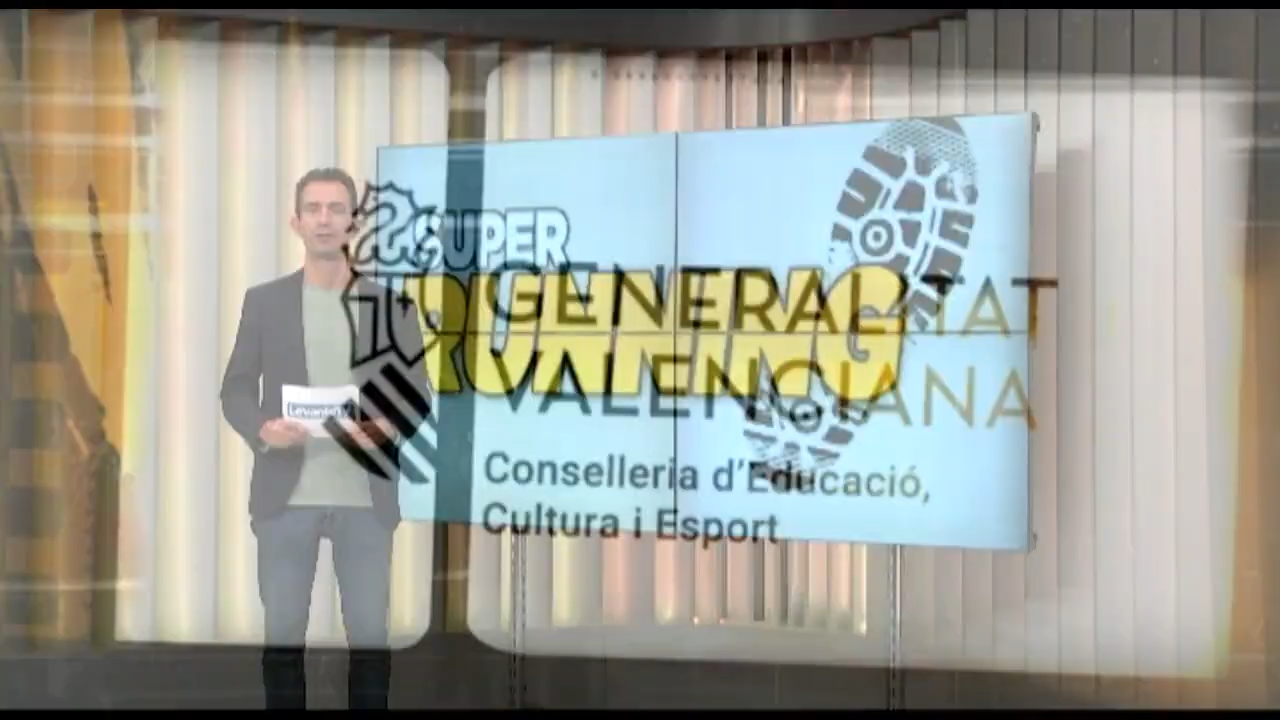 SUPER
RUNNING
GENERALITAT
VALENCIANA
Conselleria d'Educació,
Cultura i Esport
Levante